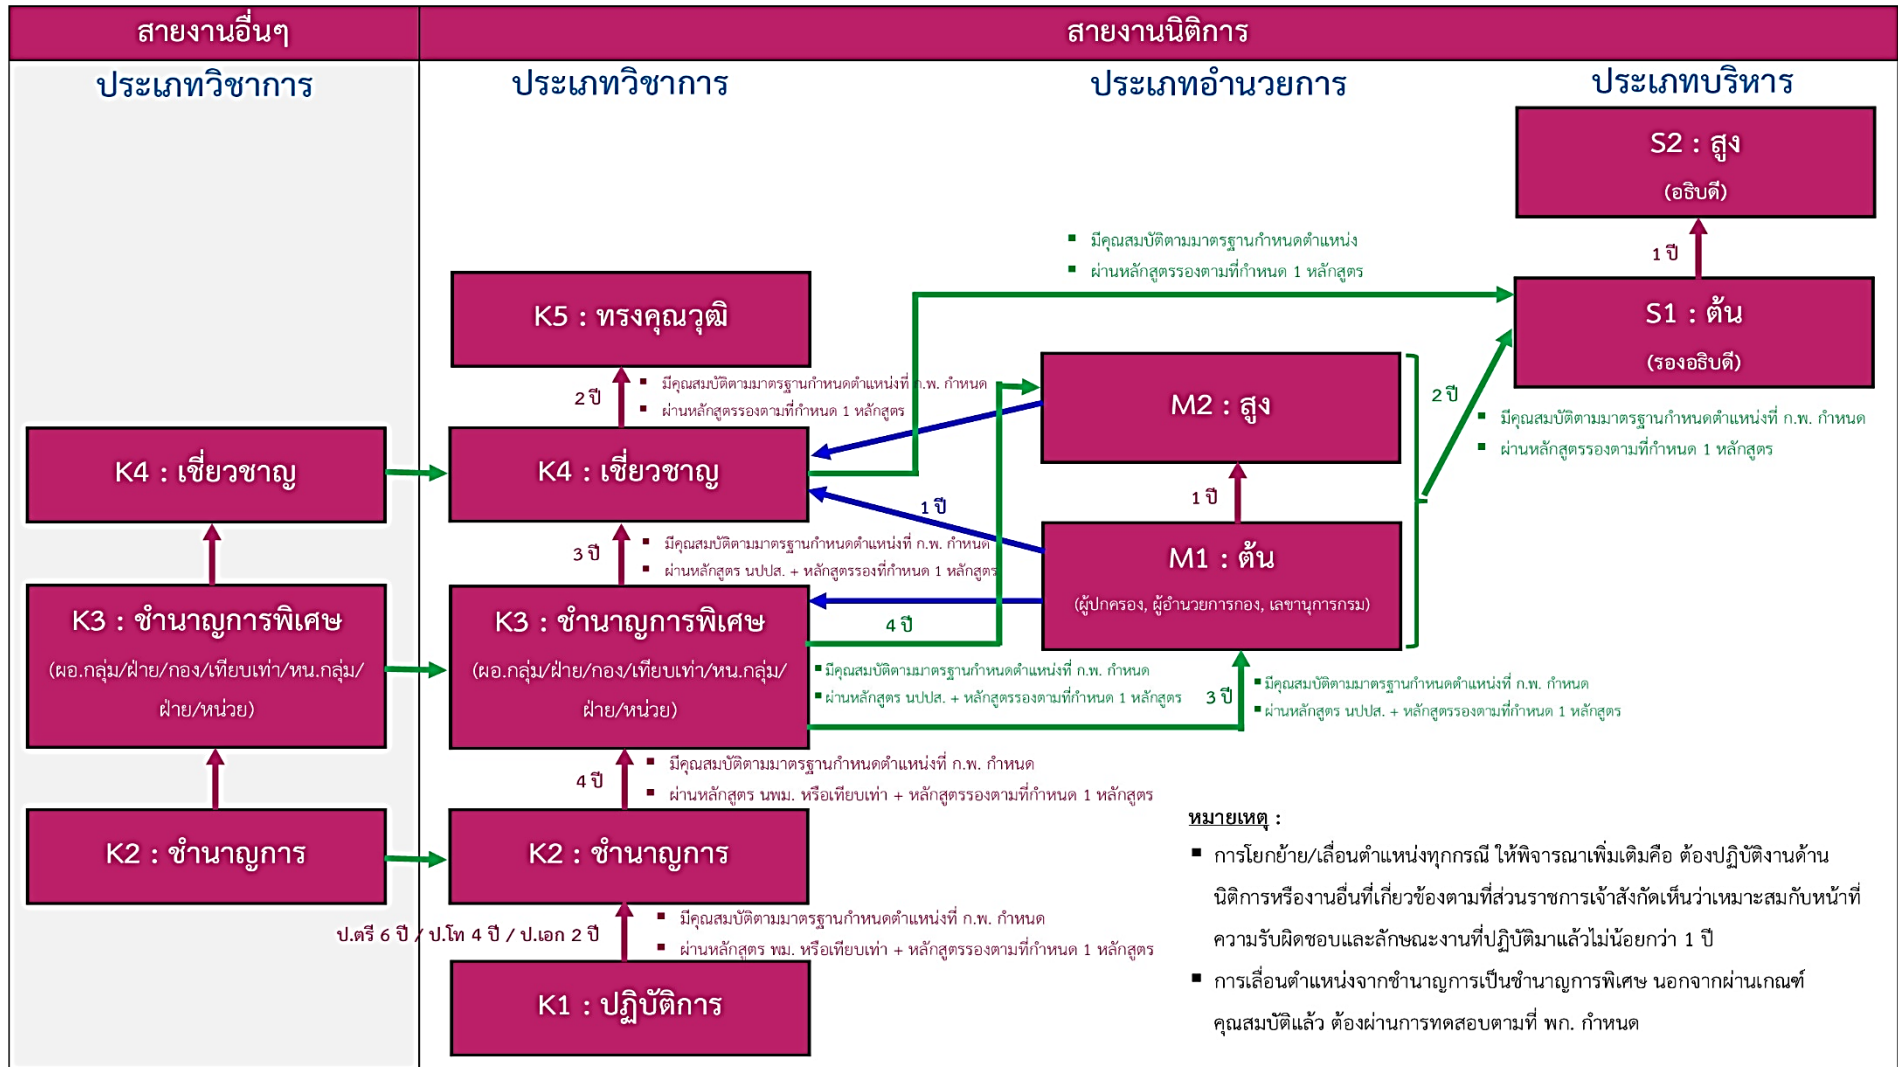 สายงานอื่นๆ
สายงานนิติการ
ประเภทวิชาการ
ประเภทวิชาการ
ประเภทอำนวยการ
ประเภทบริหาร
S2 : สูง
(อธิบดี)
1 ปี
S1 : ต้น
(รองอธิบดี)
▪ มีคุณสมบัติตามมาตรฐานกำหนดตำแหน่ง
▪ ผ่านหลักสูตรรองตามที่กำหนด 1 หลักสูตร
K5 : ทรงคุณวุฒิ
2 ปี
▪ มีคุณสมบัติตามมาตรฐานกำหนดตำแหน่งที่ ก.พ. กำหนด
▪ ผ่านหลักสูตรรองตามที่กำหนด 1 หลักสูตร
M2 : สูง
2 ปี
▪ มีคุณสมบัติตามมาตรฐานกำหนดตำแหน่งที่ ก.พ. กำหนด
▪ ผ่านหลักสูตรรองตามที่กำหนด 1 หลักสูตร
K4 : เชี่ยวชาญ
K4 : เชี่ยวชาญ
1 ปี
1 ปี
3 ปี
▪ มีคุณสมบัติตามมาตรฐานกำหนดตำแหน่งที่ ก.พ. กำหนด
▪ ผ่านหลักสูตร นปปส. + หลักสูตรรองที่กำหนด 1 หลักสูตร
M1 : ต้น
(ผู้ปกครอง, ผู้อำนวยการกอง, เลขานุการกรม)
K3 : ชำนาญการพิเศษ
(ผอ.กลุ่ม/ฝ่าย/กอง/เทียบเท่า/หน.กลุ่ม/
ฝ่าย/หน่วย)
K3 : ชำนาญการพิเศษ
(ผอ.กลุ่ม/ฝ่าย/กอง/เทียบเท่า/หน.กลุ่ม/
ฝ่าย/หน่วย)
4 ปี
▪ มีคุณสมบัติตามมาตรฐานกำหนดตำแหน่งที่ ก.พ. กำหนด
▪ ผ่านหลักสูตร นปปส. + หลักสูตรรองตามที่กำหนด 1 หลักสูตร
3 ปี
▪ มีคุณสมบัติตามมาตรฐานกำหนดตำแหน่งที่ ก.พ. กำหนด
▪ ผ่านหลักสูตร นปปส. + หลักสูตรรองตามที่กำหนด 1 หลักสูตร
4 ปี
▪ มีคุณสมบัติตามมาตรฐานกำหนดตำแหน่งที่ ก.พ. กำหนด
▪ ผ่านหลักสูตร นพม. หรือเทียบเท่า + หลักสูตรรองตามที่กำหนด 1 หลักสูตร
K2 : ชำนาญการ
K2 : ชำนาญการ
ป.ตรี 6 ปี / ป.โท 4 ปี / ป.เอก 2 ปี
▪ มีคุณสมบัติตามมาตรฐานกำหนดตำแหน่งที่ ก.พ. กำหนด
▪ ผ่านหลักสูตร พม. หรือเทียบเท่า + หลักสูตรรองตามที่กำหนด 1 หลักสูตร
K1 : ปฏิบัติการ
หมายเหตุ :
▪ การโยกย้าย/เลื่อนตำแหน่งทุกกรณี ให้พิจารณาเพิ่มเติมคือ ต้องปฏิบัติงานด้าน
นิติการหรืองานอื่นที่เกี่ยวข้องตามที่ส่วนราชการเจ้าสังกัดเห็นว่าเหมาะสมกับหน้าที่
ความรับผิดชอบและลักษณะงานที่ปฏิบัติมาแล้วไม่น้อยกว่า 1 ปี
▪ การเลื่อนตำแหน่งจากชำนาญการเป็นชำนาญการพิเศษ นอกจากผ่านเกณฑ์
คุณสมบัติแล้ว ต้องผ่านการทดสอบตามที่ พก. กำหนด